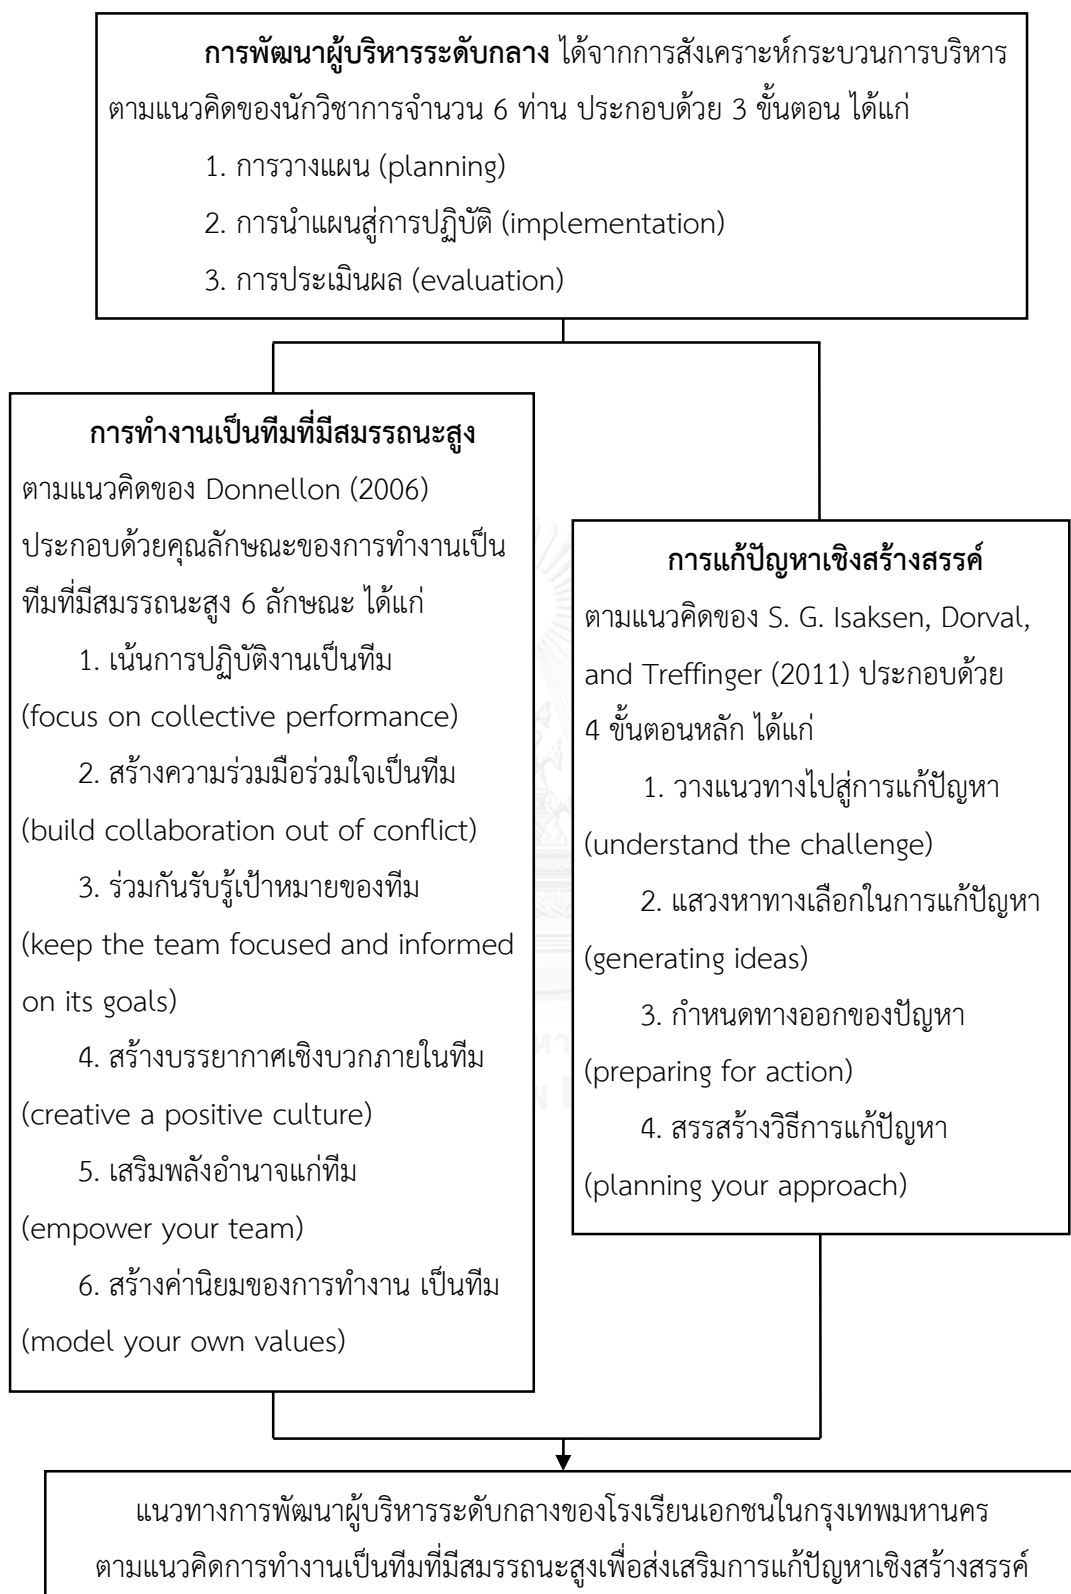 การพัฒนาผู้บริหารระดับกลาง ได้จากการสังเคราะห์กระบวนการบริหาร
ตามแนวคิดของนักวิชาการจำนวน 6 ท่าน ประกอบด้วย 3 ขั้นตอน ได้แก่
1. การวางแผน (planning)
2. การนำแผนสู่การปฏิบัติ (implementation)
3. การประเมินผล (evaluation)
การทำงานเป็นทีมที่มีสมรรถนะสูง
ตามแนวคิดของ Donnellon (2006)
ประกอบด้วยคุณลักษณะของการทำงานเป็น
ทีมที่มีสมรรถนะสูง 6 ลักษณะ ได้แก่
1. เน้นการปฏิบัติงานเป็นทีม
(focus on collective performance)
2. สร้างความร่วมมือร่วมใจเป็นทีม
(build collaboration out of conflict)
3. ร่วมกันรับรู้เป้าหมายของทีม
(keep the team focused and informed
on its goals)
4. สร้างบรรยากาศเชิงบวกภายในทีม
(creative a positive culture)
5. เสริมพลังอำนาจแก่ทีม
(empower your team)
6. สร้างค่านิยมของการทำงาน เป็นทีม
(model your own values)
การแก้ปัญหาเชิงสร้างสรรค์
ตามแนวคิดของ S. G. Isaksen, Dorval,
and Treffinger (2011) ประกอบด้วย
4 ขั้นตอนหลัก ได้แก่
1. วางแนวทางไปสู่การแก้ปัญหา
(understand the challenge)
2. แสวงหาทางเลือกในการแก้ปัญหา
(generating ideas)
3. กำหนดทางออกของปัญหา
(preparing for action)
4. สรรสร้างวิธีการแก้ปัญหา
(planning your approach)
แนวทางการพัฒนาผู้บริหารระดับกลางของโรงเรียนเอกชนในกรุงเทพมหานคร
ตามแนวคิดการทำงานเป็นทีมที่มีสมรรถนะสูงเพื่อส่งเสริมการแก้ปัญหาเชิงสร้างสรรค์